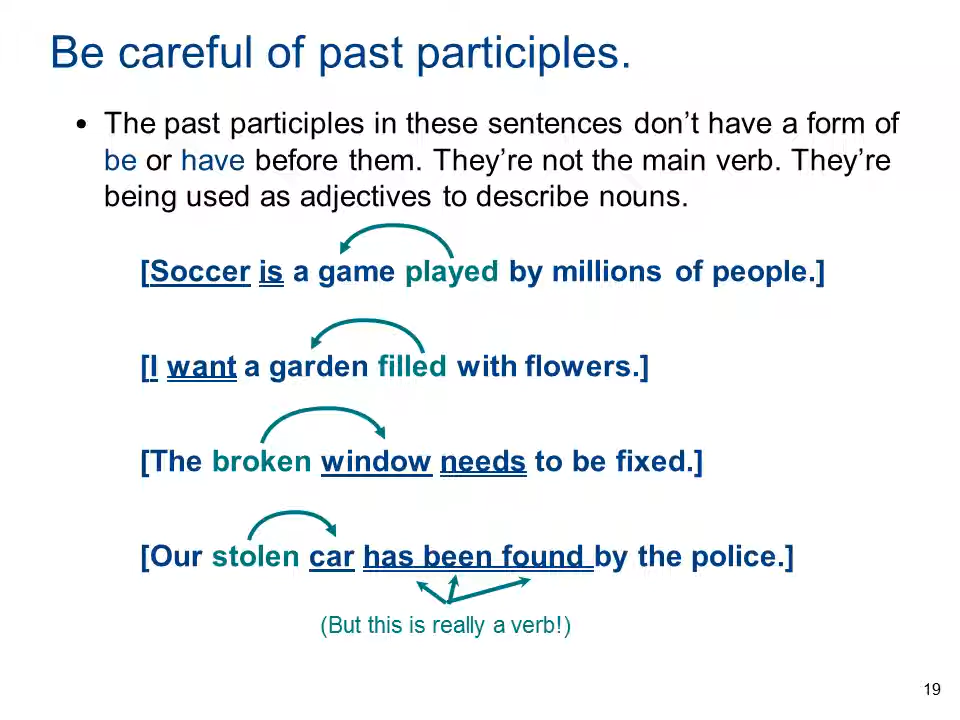 Be careful of past participles.
• The past participles in these sentences don’t have a form of
be or have before them. They’re not the main verb. They’re
being used as adjectives to describe nouns.
[Soccer is a game played by millions of people.]
[I want a garden filled with flowers.]
[The broken window needs to be fixed.]
[Our stolen car has been found by the police.]
(But this is really a verb!)
19